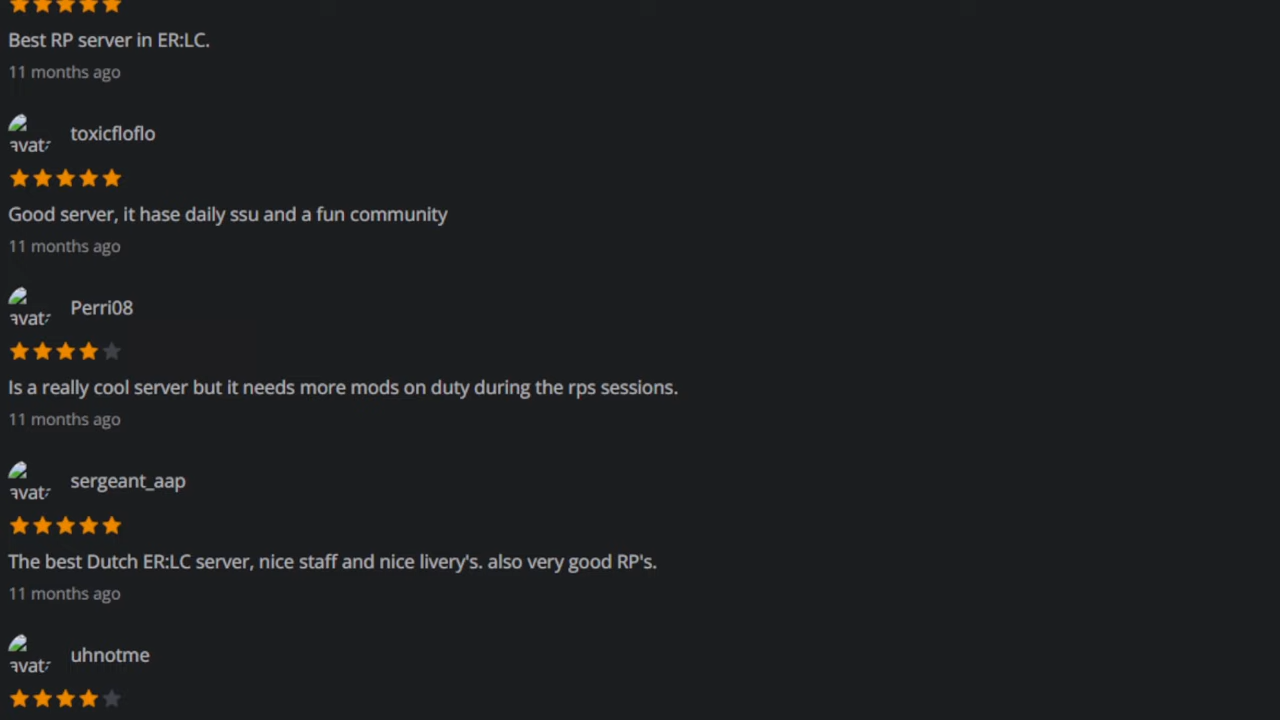 Best RP server in ER:LC.
11 months ago
toxicfloflo
Good server, it hase daily ssu and a fun community
11 months ago
Perri08
Is a really cool server but it needs more mods on duty during the rps sessions.
11 months ago
sergeant_aap
The best Dutch ER:LC server, nice staff and nice livery's. also very good RP's.
11 months ago
uhnotme